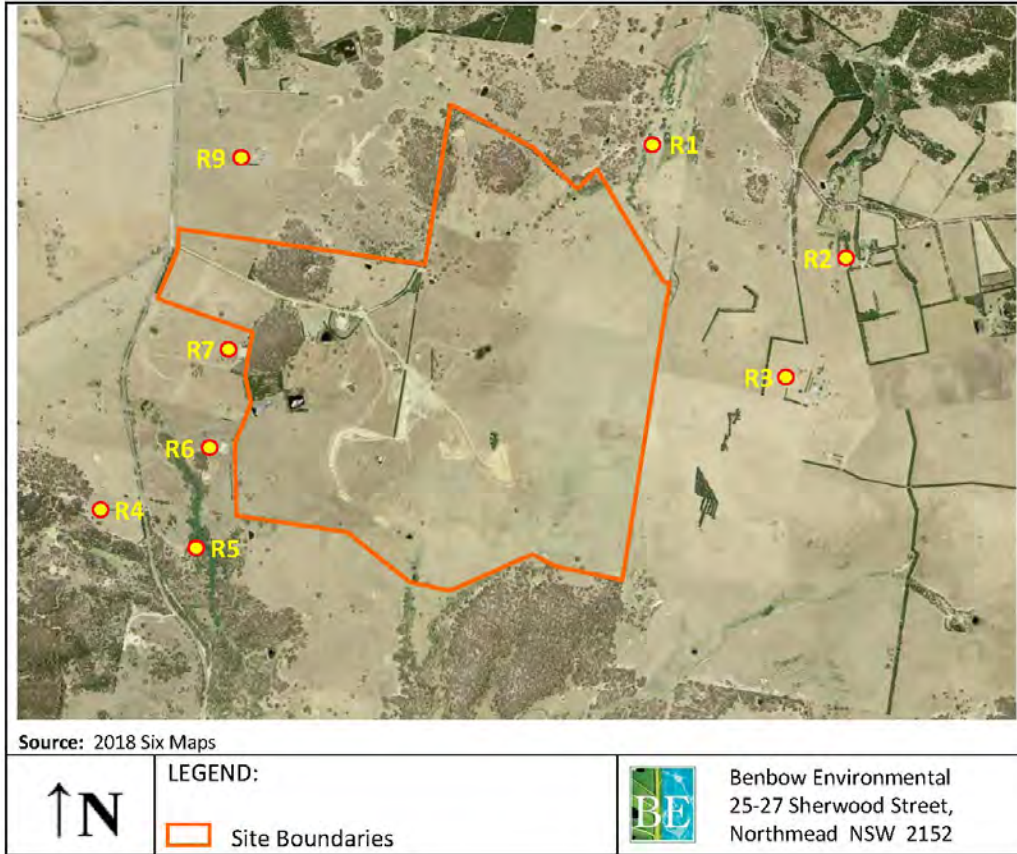 R1
R9
R2
R7
R3
R6
R4
R5
Source: 2018 Six Maps
↑N
LEGEND:
Site Boundaries
BE
Benbow Environmental
25-27 Sherwood Street,
Northmead NSW 2152